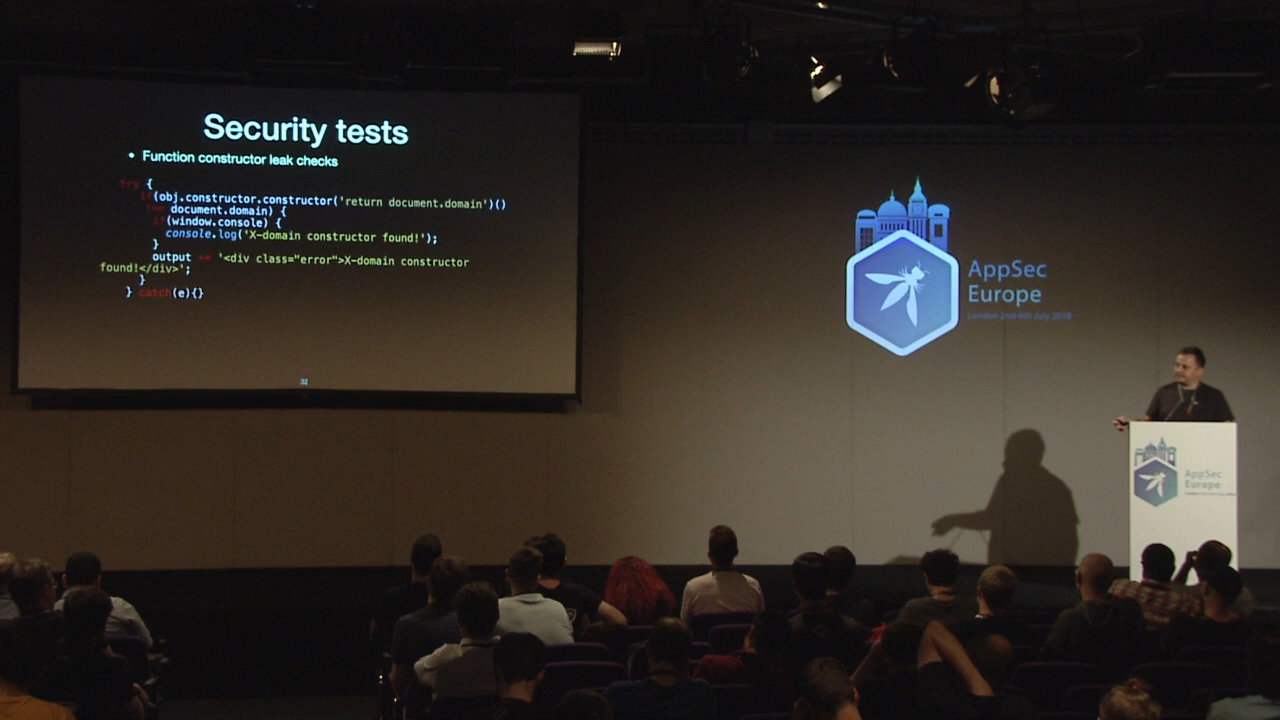 Security tests
• Function constructor leak checks
try {
if(obj.constructor.constructor('return document.domain')()
!== document.domain) {
if(window.console) {
console.log('X-domain constructor found!');
}
output += '<div class="error">X-domain constructor
found!</div>';
}
} catch(e){}
32
AppSec
Europe
London 2nd-6th July 2018
AppSec
Europe